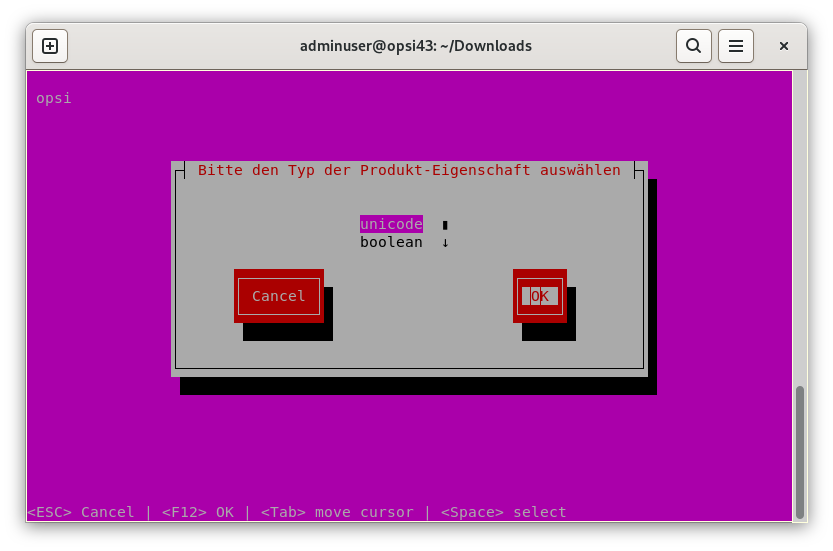 adminuser@opsi43: ~/Downloads
opsi
Bitte den Typ der Produkt-Eigenschaft auswählen
unicode
boolean ↓
Cancel OK
<ESC> Cancel | <F12> OK | <Tab> move cursor | <Space> select